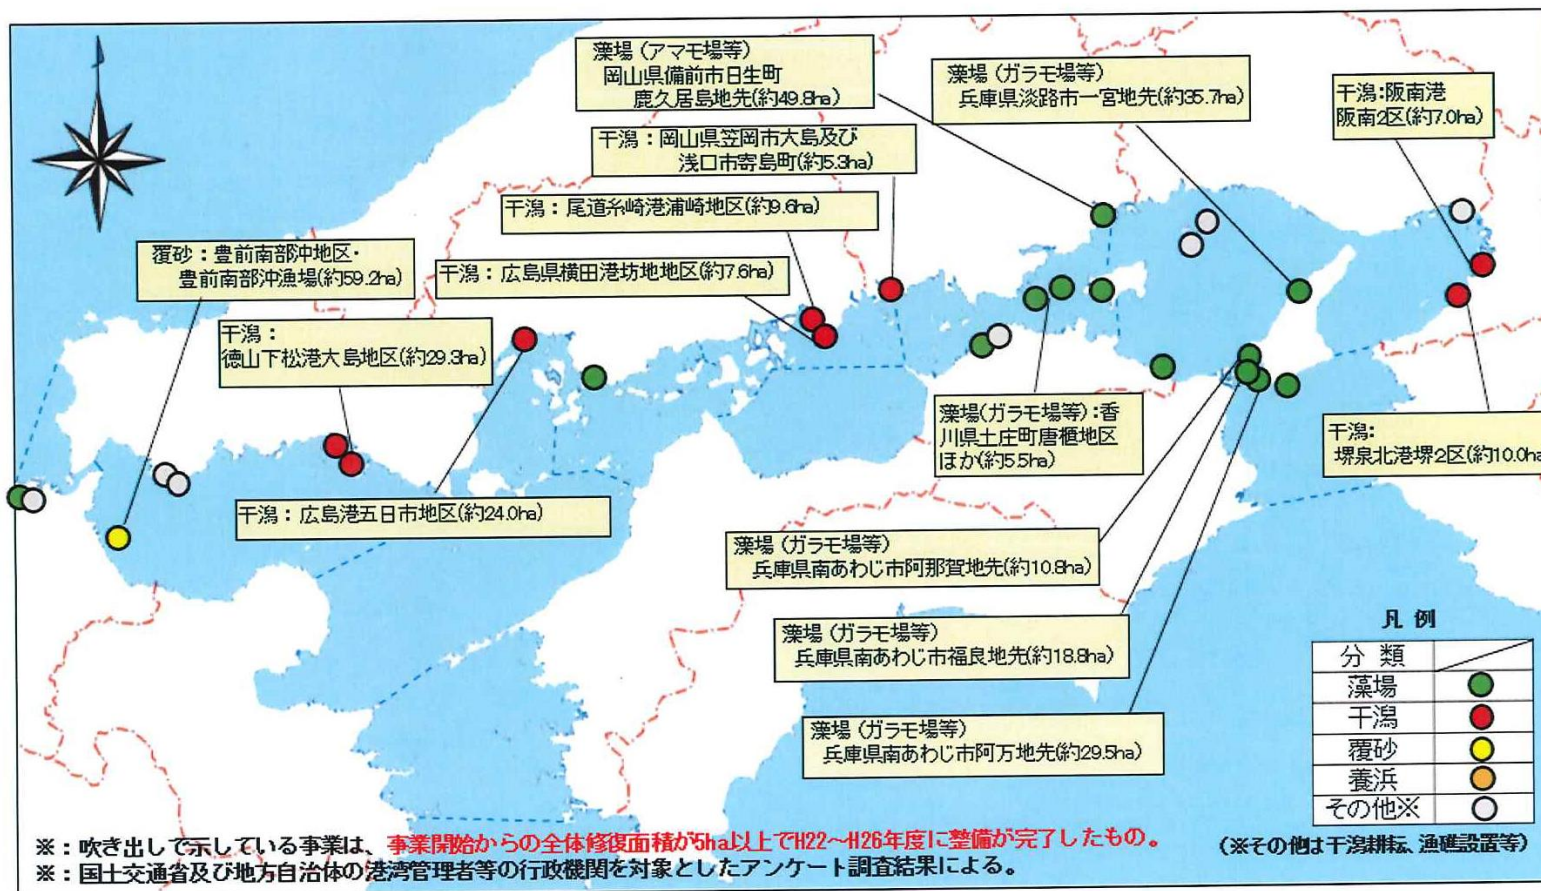 藻場（アマモ場等）
岡山県備前市日生町
鹿久居島地先(約49.8ha)
藻場（ガラモ場等）
兵庫県淡路市一宮地先(約35.7ha)
干潟：阪南港
阪南2区(約7.0ha)
干潟：岡山県笠岡市大島及び
浅口市寄島町(約5.3ha)
干潟：尾道糸崎港浦崎地区(約9.6ha)
覆砂：豊前南部沖地区・
豊前南部沖漁場(約59.2ha)
干潟：広島県横田港坊地地区(約7.6ha)
干潟：
徳山下松港大島地区(約29.3ha)
藻場(ガラモ場等)：香
川県土庄町唐櫃地区
ほか(約5.5ha)
干潟：
堺泉北港堺2区(約10.0ha
干潟：広島港五日市地区(約24.0ha)
藻場（ガラモ場等）
兵庫県南あわじ市阿那賀地先(約10.8ha)
藻場（ガラモ場等）
兵庫県南あわじ市福良地先(約18.8ha)
藻場（ガラモ場等）
兵庫県南あわじ市阿万地先(約29.5ha)
凡 例
分 類
藻場
干潟
覆砂
養浜
その他※
(※その他は干潟耕耘、漁礁設置等)
※：吹き出しで示している事業は、事業開始からの全体修復面積が5ha以上でH22～H26年度に整備が完了したもの。
※：国土交通省及び地方自治体の港湾管理者等の行政機関を対象としたアンケート調査結果による。